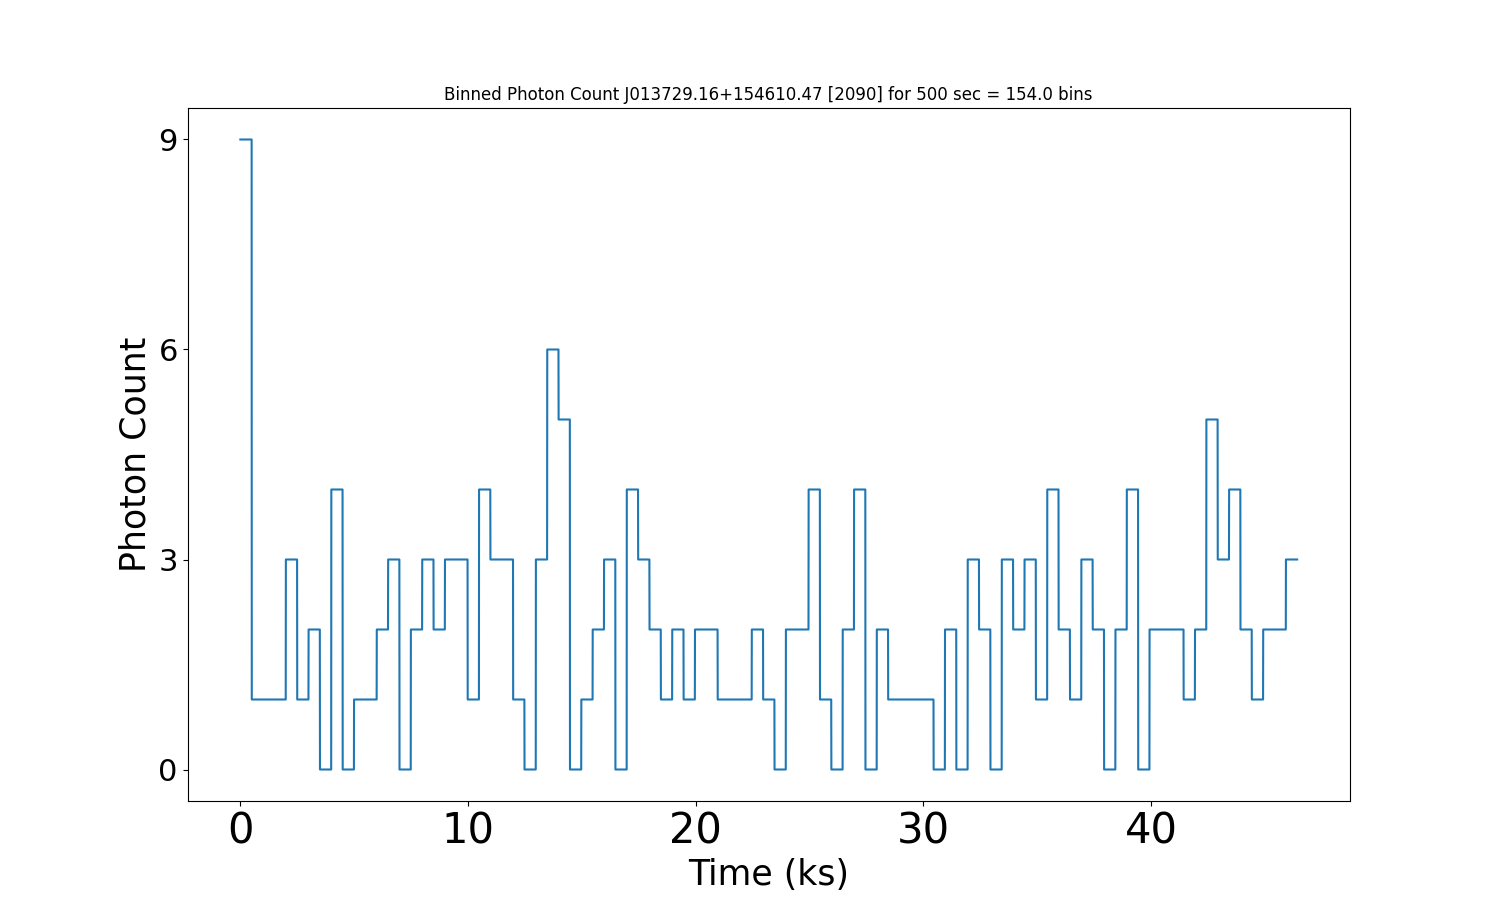 Binned Photon Count J013729.16+154610.47 [2090] for 500 sec = 154.0 bins
9
6
3
0
Photon Count
0 10 20 30 40
Time (ks)